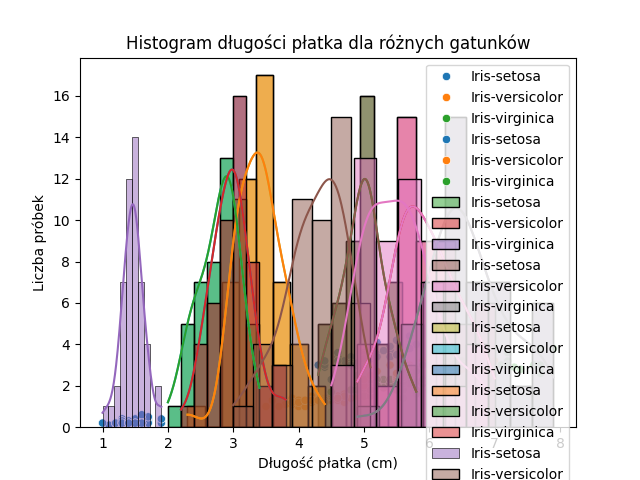 Histogram długości płatka dla różnych gatunków
Liczba próbek
16
14
12
10
8
6
4
2
0
1 2 3 4 5 6 7 8
Długość płatka (cm)
Iris-setosa
Iris-versicolor
Iris-virginica
Iris-setosa
Iris-versicolor
Iris-virginica
Iris-setosa
Iris-versicolor
Iris-virginica
Iris-setosa
Iris-versicolor
Iris-virginica
Iris-setosa
Iris-versicolor
Iris-virginica
Iris-setosa
Iris-versicolor
Iris-virginica
Iris-setosa
Iris-versicolor